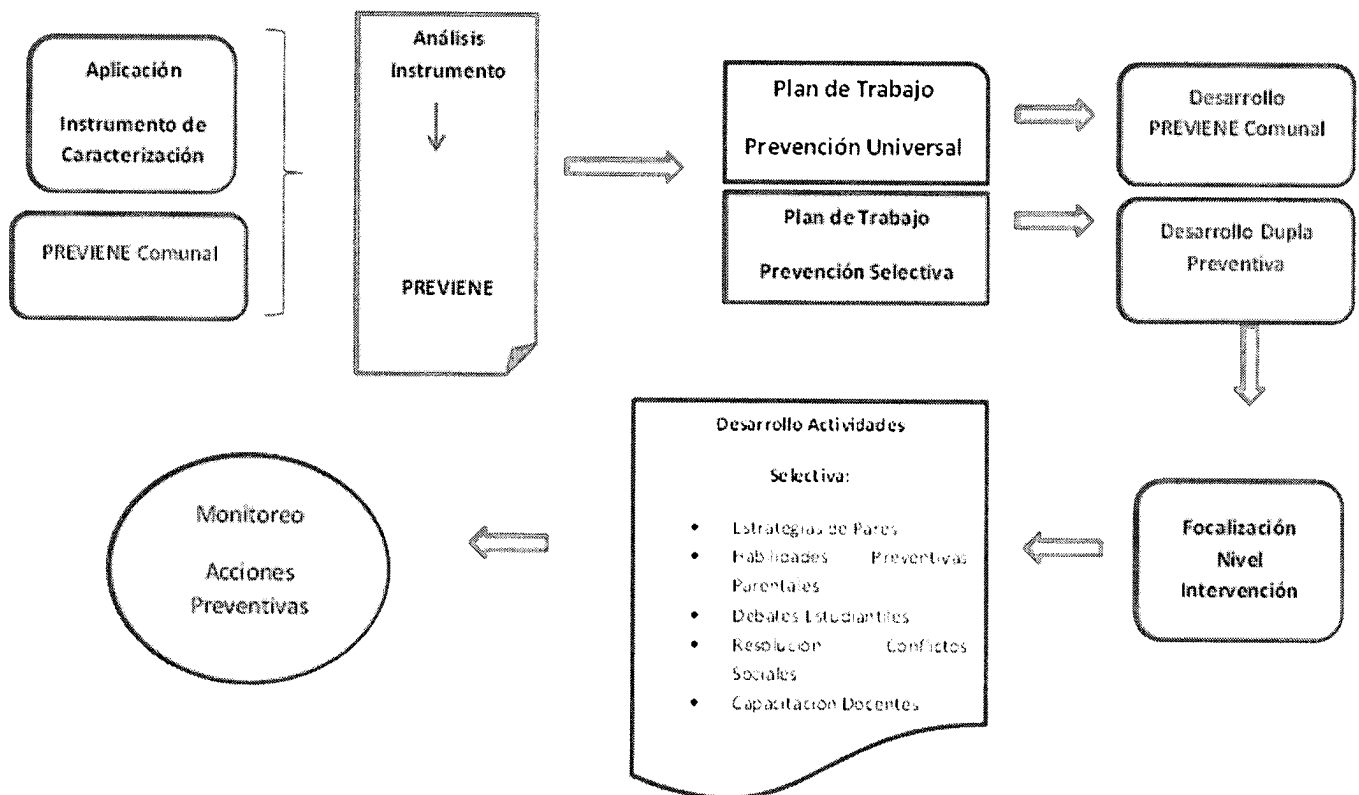 Aplicación
Instrumento de
Caracterización
PREVIENE Comunal
Análisis
Instrumento
PREVIENE
Plan de Trabajo
Prevención Universal
Plan de Trabajo
Prevención Selectiva
Desarrollo
PREVIENE Comunal
Desarrollo Dupla
Preventiva
Focalización
Nivel
Intervención
Desarrollo Actividades
Selectiva:
• Estrategias de Pares
• Habilidades Preventivas
Parentales
• Debates Estudiantiles
• Resolución Conflictos
Sociales
• Capacitación Docentes
Monitoreo
Acciones
Preventivas